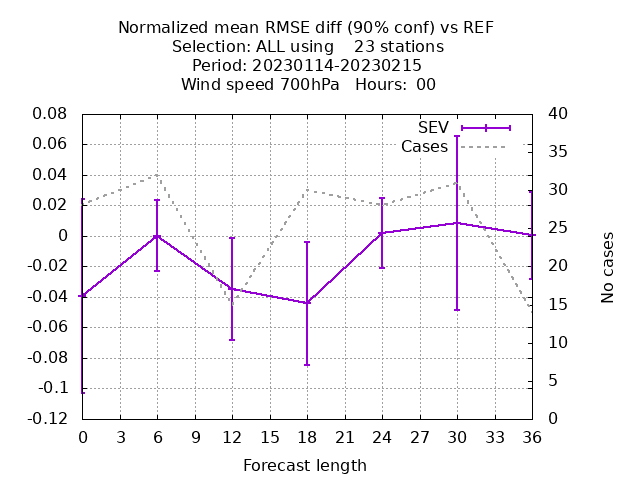 Normalized mean RMSE diff (90% conf) vs REF
Selection: ALL using    23 stations
Period: 20230114-20230215
Wind speed 700hPa   Hours:  00
0.08
0.06
0.04
0.02
0
-0.02
-0.04
-0.06
-0.08
-0.1
-0.12
SEV
Cases
40
35
30
25
20
15
10
5
0
No cases
0 3 6 9 12 15 18 21 24 27 30 33 36
Forecast length